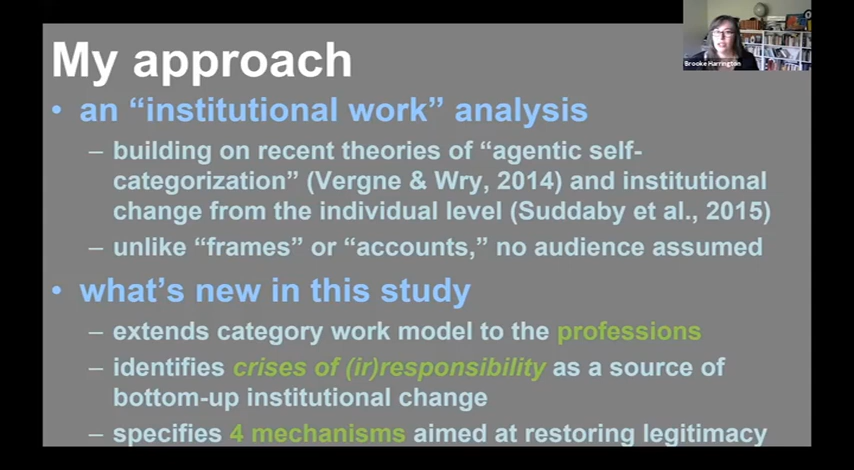 My approach
Brooke Harrington
• an “institutional work” analysis
– building on recent theories of “agentic self-
categorization” (Vergne & Wry, 2014) and institutional
change from the individual level (Suddaby et al., 2015)
– unlike “frames” or “accounts,” no audience assumed
• what’s new in this study
– extends category work model to the professions
– identifies crises of (ir)responsibility as a source of
bottom-up institutional change
– specifies 4 mechanisms aimed at restoring legitimacy